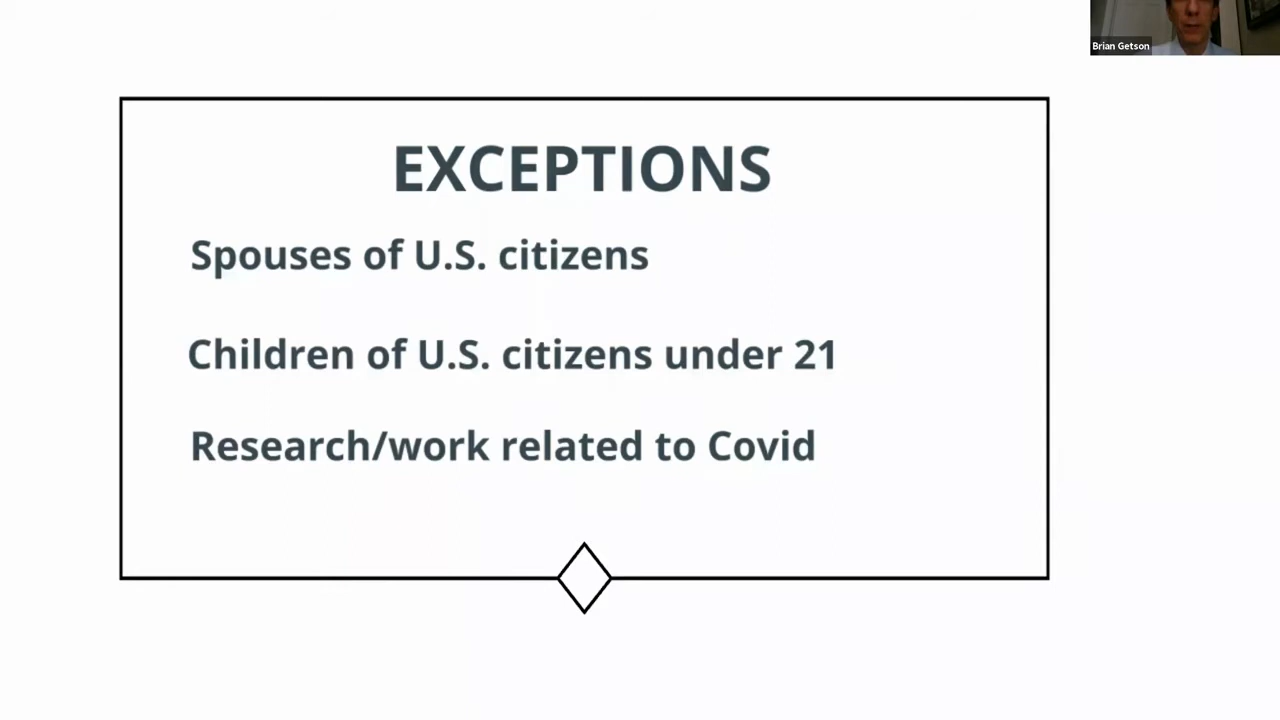 Brian Getson
EXCEPTIONS
Spouses of U.S. citizens
Children of U.S. citizens under 21
Research/work related to Covid